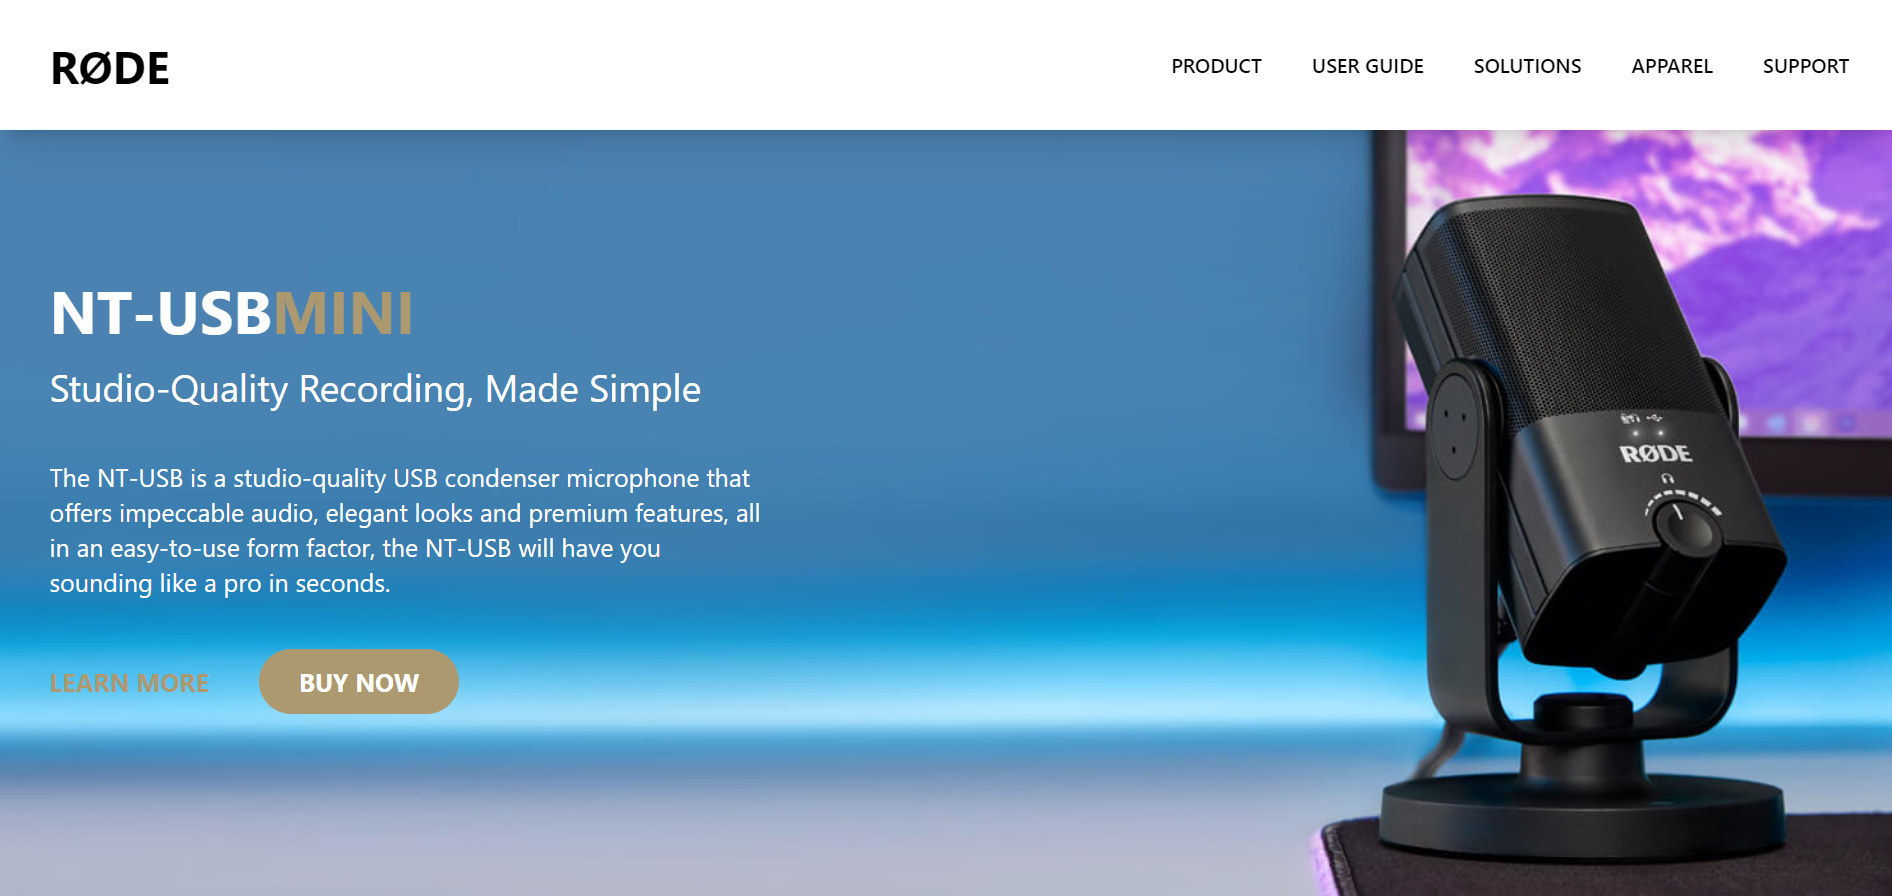 RØDE
PRODUCT USER GUIDE SOLUTIONS APPAREL SUPPORT
NT-USBMINI
Studio-Quality Recording, Made Simple
The NT-USB is a studio-quality USB condenser microphone that
offers impeccable audio, elegant looks and premium features, all
in an easy-to-use form factor, the NT-USB will have you
sounding like a pro in seconds.
LEARN MORE BUY NOW
RØDE